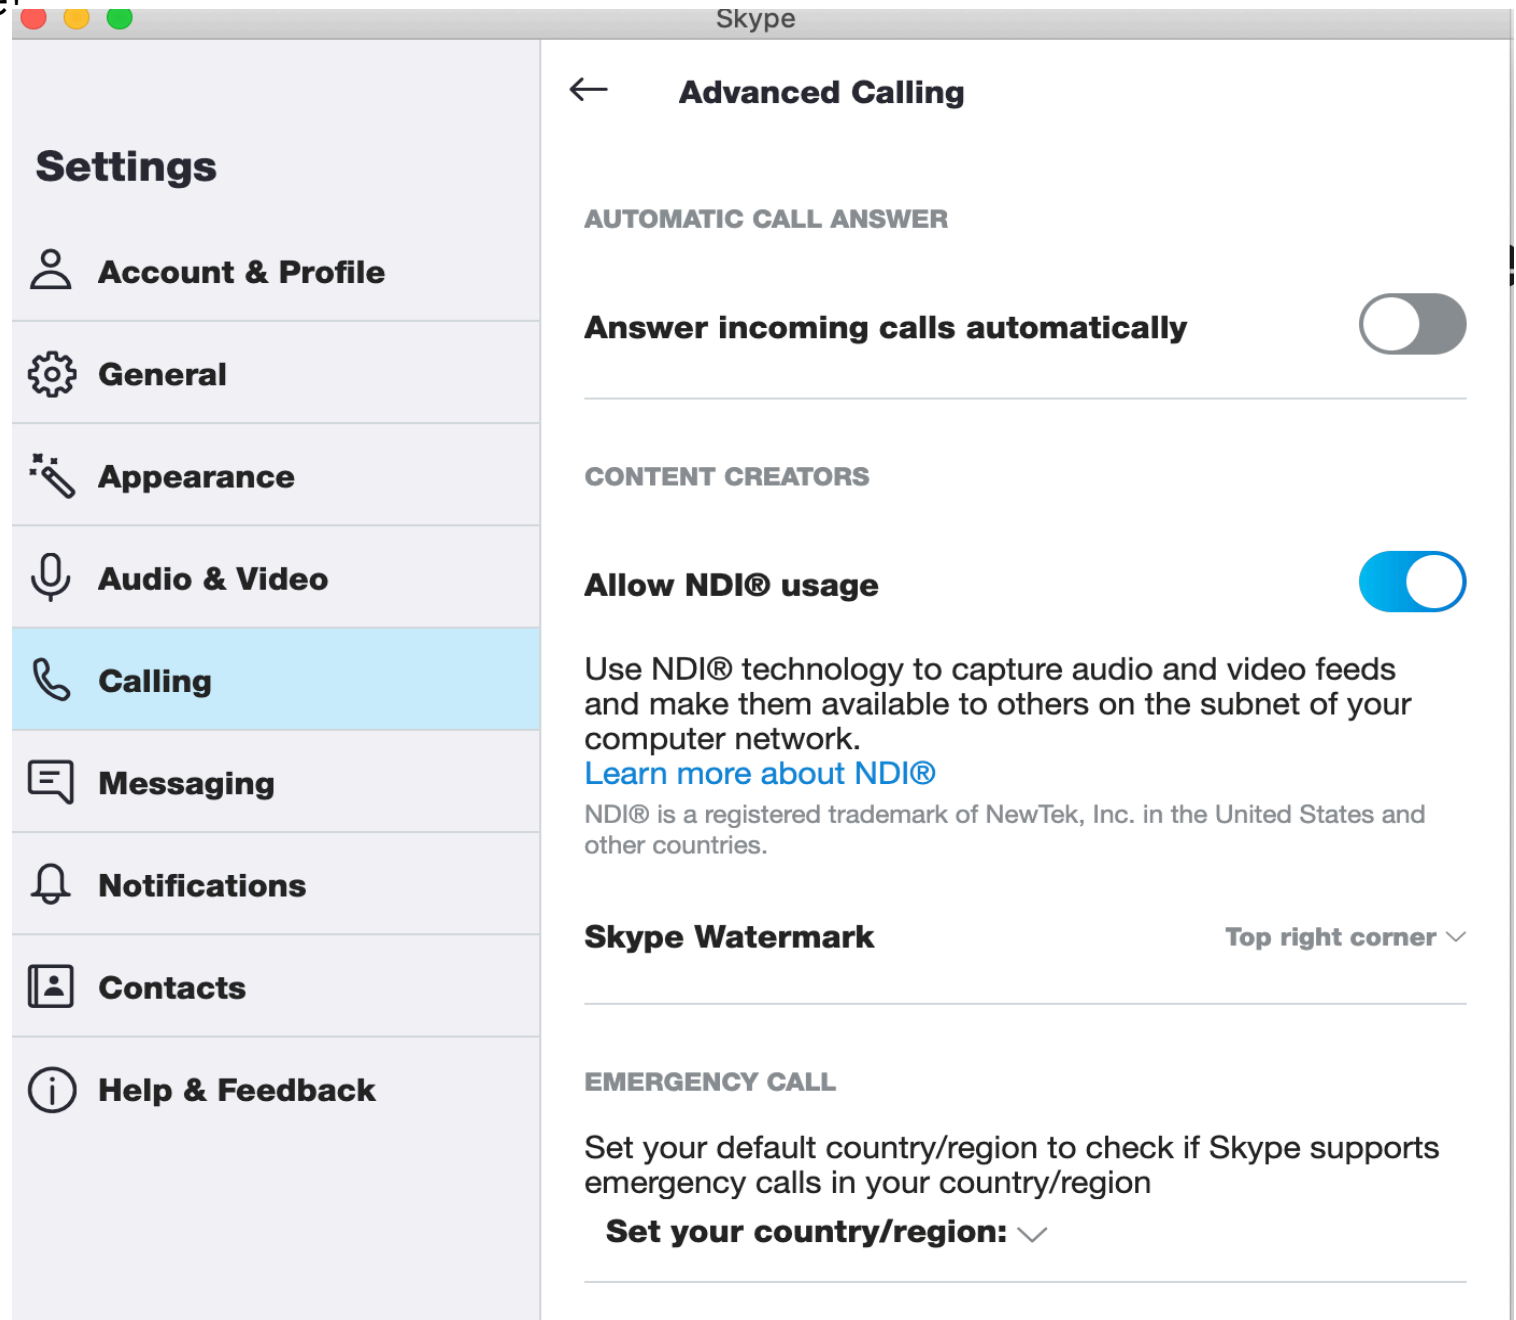 Skype
Settings
Account & Profile
General
Appearance
Audio & Video
Calling
Messaging
Notifications
Contacts
Help & Feedback
Advanced Calling
AUTOMATIC CALL ANSWER
Answer incoming calls automatically
CONTENT CREATORS
Allow NDI® usage
Use NDI® technology to capture audio and video feeds
and make them available to others on the subnet of your
computer network.
Learn more about NDI®
NDI® is a registered trademark of NewTek, Inc. in the United States and
other countries.
Skype Watermark
Top right corner
EMERGENCY CALL
Set your default country/region to check if Skype supports
emergency calls in your country/region
Set your country/region: